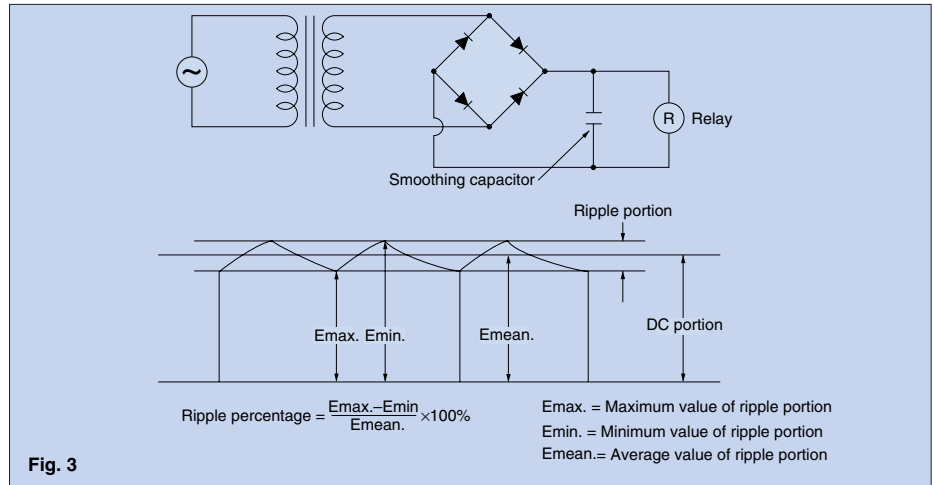 ~
R Relay
Smoothing capacitor
Ripple portion
Emax. Emin.
Emean.
DC portion
Ripple percentage = Emax.–Emin
Emean. ×100%
Emax. = Maximum value of ripple portion
Emin. = Minimum value of ripple portion
Emean.= Average value of ripple portion
Fig. 3